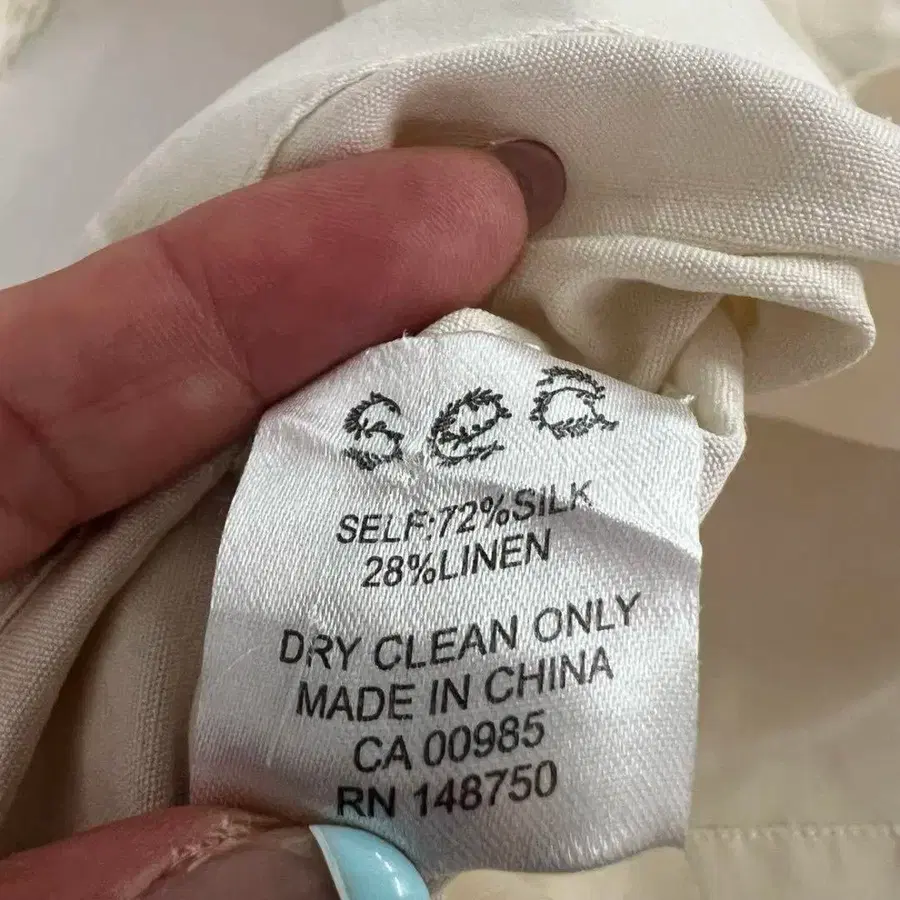 SELF:72%SILK
28%LINEN
DRY CLEAN ONLY
MADE IN CHINA
CA 00985
RN 148750